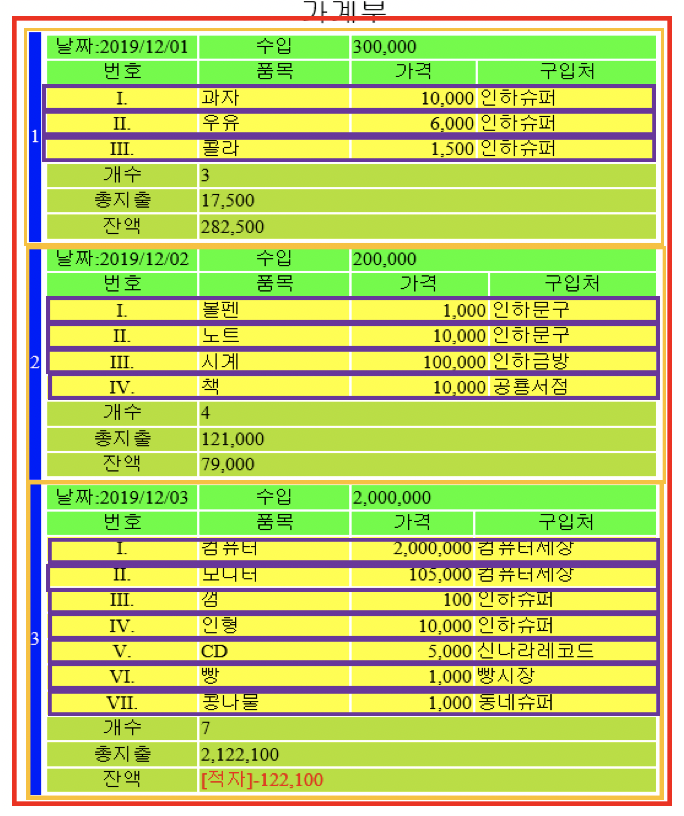 가계부
날짜:2019/12/01 수입 300,000
번호 품목 가격 구입처
I. 과자 10,000 인하슈퍼
II. 우유 6,000 인하슈퍼
1
III. 콜라 1,500 인하슈퍼
개수 3
총지출 17,500
잔액 282,500
날짜:2019/12/02 수입 200,000
번호 품목 가격 구입처
I. 볼펜 1,000 인하문구
II. 노트 10,000 인하문구
2 III. 시계 100,000 인하금방
IV. 책 10,000 공룡서점
개수 4
총지출 121,000
잔액 79,000
날짜:2019/12/03 수입 2,000,000
번호 품목 가격 구입처
I. 컴퓨터 2,000,000 컴퓨터세상
II. 모니터 105,000 컴퓨터세상
III. 껌 100 인하슈퍼
IV. 인형 10,000 인하슈퍼
3
V. CD 5,000 신나라레코드
VI. 빵 1,000 빵시장
VII. 콩나물 1,000 동네슈퍼
개수 7
총지출 2,122,100
잔액 [적자]-122,100